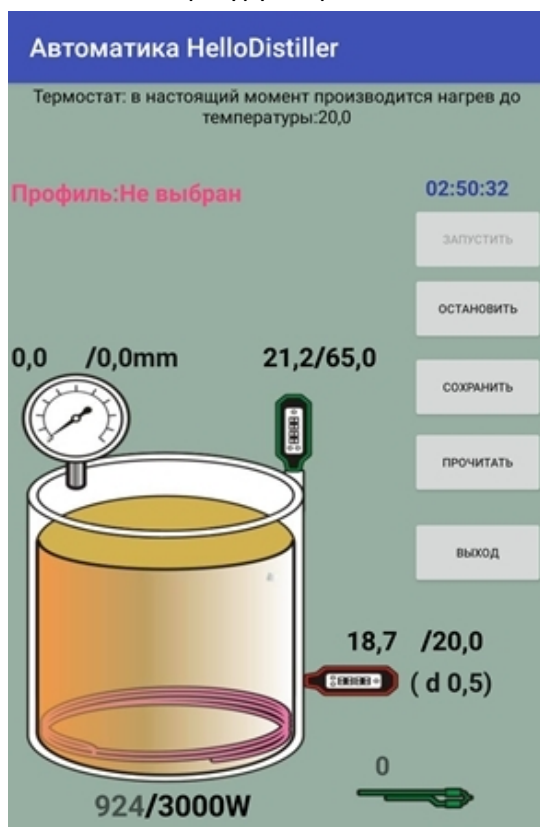 Автоматика HelloDistiller
Термостат: в настоящий момент производится нагрев до
температуры:20,0
Профиль:Не выбран
02:50:32
ЗАПУСТИТЬ
ОСТАНОВИТЬ
0,0 /0,0mm
21,2/65,0
СОХРАНИТЬ
ПРОЧИТАТЬ
ВЫХОД
18,7 /20,0
( d 0,5)
0
924/3000W